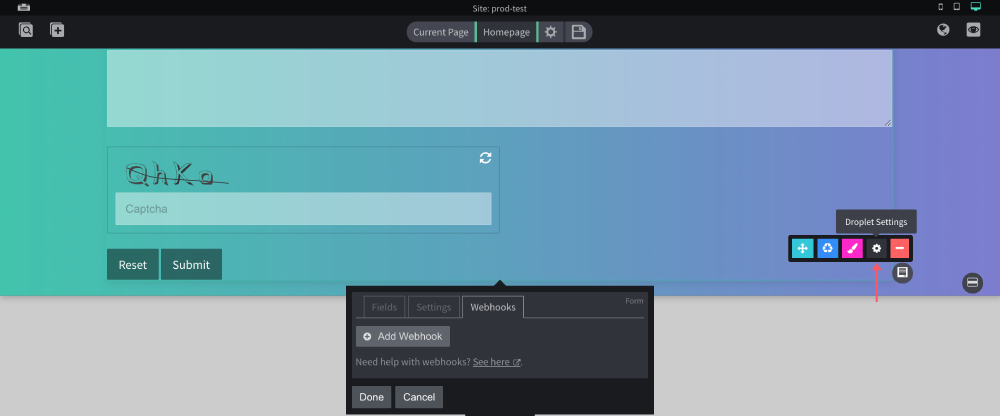 Site: prod-test
Current Page Homepage
QhKo
Captcha
Droplet Settings
Reset Submit
Fields Settings Webhooks Form
Add Webhook
Need help with webhooks? See here.
Done Cancel